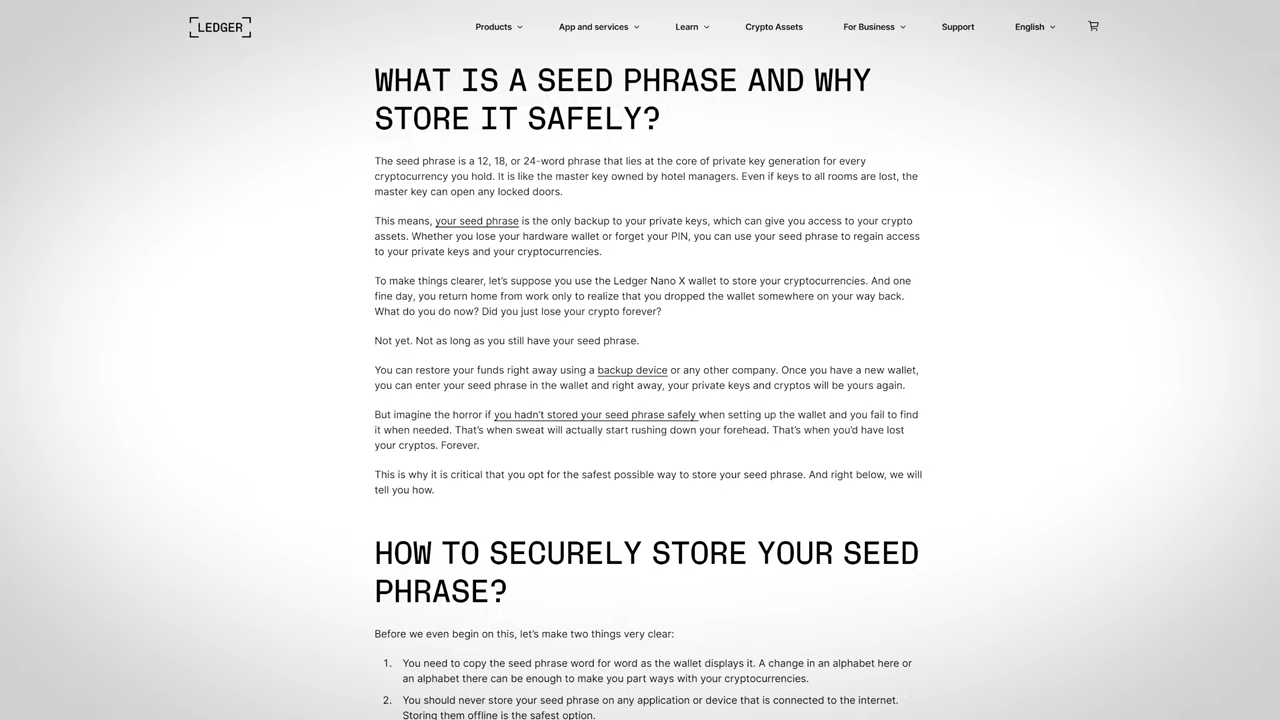 LEDGER
Products
App and services
Learn
Crypto Assets
For Business
Support
English
WHAT IS A SEED PHRASE AND WHY
STORE IT SAFELY?
The seed phrase is a 12, 18, or 24-word phrase that lies at the core of private key generation for every
cryptocurrency you hold. It is like the master key owned by hotel managers. Even if keys to all rooms are lost, the
master key can open any locked doors.
This means, your seed phrase is the only backup to your private keys, which can give you access to your crypto
assets. Whether you lose your hardware wallet or forget your PIN, you can use your seed phrase to regain access
to your private keys and your cryptocurrencies.
To make things clearer, let’s suppose you use the Ledger Nano X wallet to store your cryptocurrencies. And one
fine day, you return home from work only to realize that you dropped the wallet somewhere on your way back.
What do you do now? Did you just lose your crypto forever?
Not yet. Not as long as you still have your seed phrase.
You can restore your funds right away using a backup device or any other company. Once you have a new wallet,
you can enter your seed phrase in the wallet and right away, your private keys and cryptos will be yours again.
But imagine the horror if you hadn’t stored your seed phrase safely when setting up the wallet and you fail to find
it when needed. That’s when sweat will actually start rushing down your forehead. That’s when you’d have lost
your cryptos. Forever.
This is why it is critical that you opt for the safest possible way to store your seed phrase. And right below, we will
tell you how.
HOW TO SECURELY STORE YOUR SEED
PHRASE?
Before we even begin on this, let’s make two things very clear:
1. You need to copy the seed phrase word for word as the wallet displays it. A change in an alphabet here or
an alphabet there can be enough to make you part ways with your cryptocurrencies.
2. You should never store your seed phrase on any application or device that is connected to the internet.
Storing them offline is the safest option.